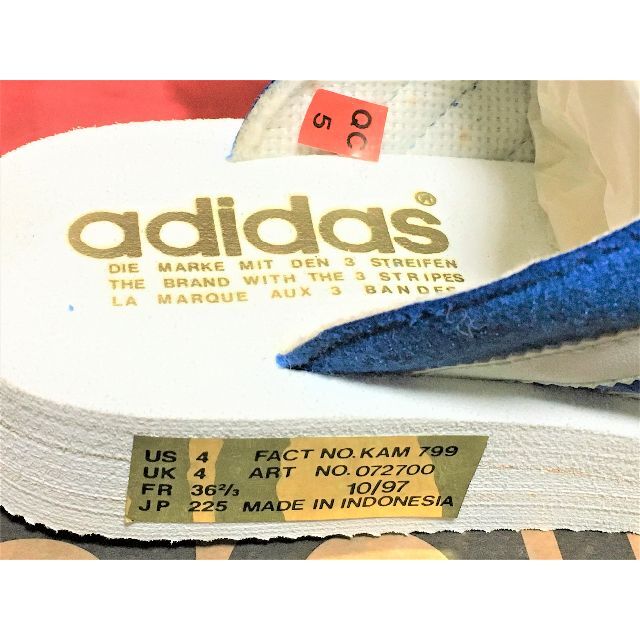 QC
5
adidas®
DIE MARKE MIT DEN 3 STREIFEN
THE BRAND WITH THE 3 STRIPES
LA MARQUE AUX 3 BANDES
US 4 FACT NO. KAM 799
UK 4 ART NO. 072700
FR 36 2/3 10/97
JP 225 MADE IN INDONESIA